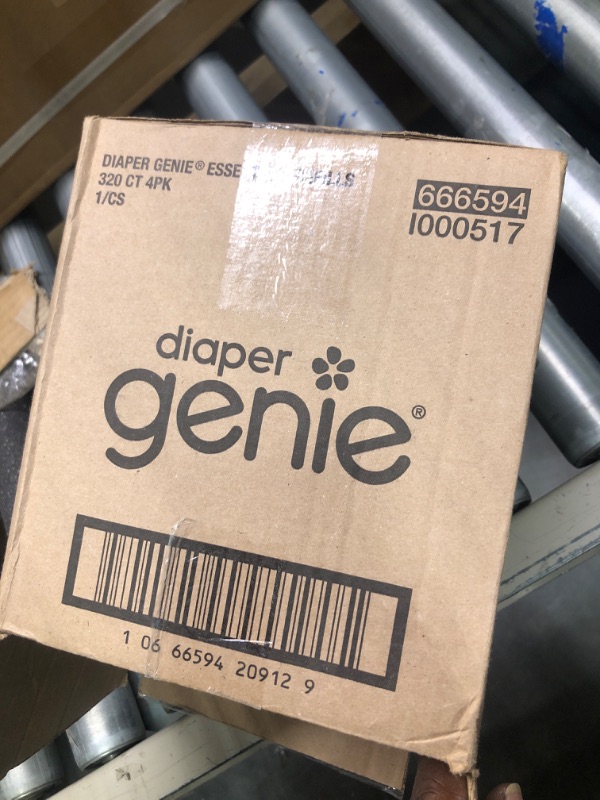 DIAPER GENIE® ESSE
320 CT 4PK
1/CS
666594
I000517
diaper
genie®
1 06 66594 20912 9